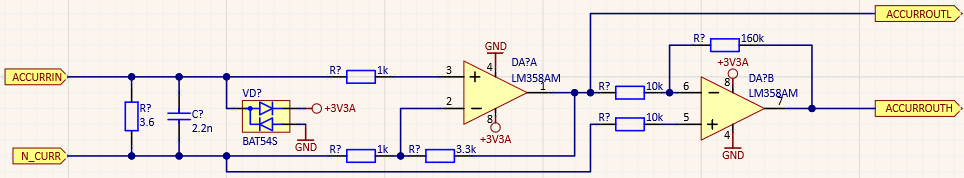 ACCURRIN
N_CURR
R?
3.6
C?
2.2n
VD?
BAT54S
+3V3A
GND
R?
1k
R?
1k
R?
3.3k
GND
DA?A
LM358AM
3
2
4
8
1
+3V3A
R?
10k
R?
10k
R?
160k
+3V3A
DA?B
LM358AM
6
5
8
4
7
GND
ACCURROUTL
ACCURROUTH